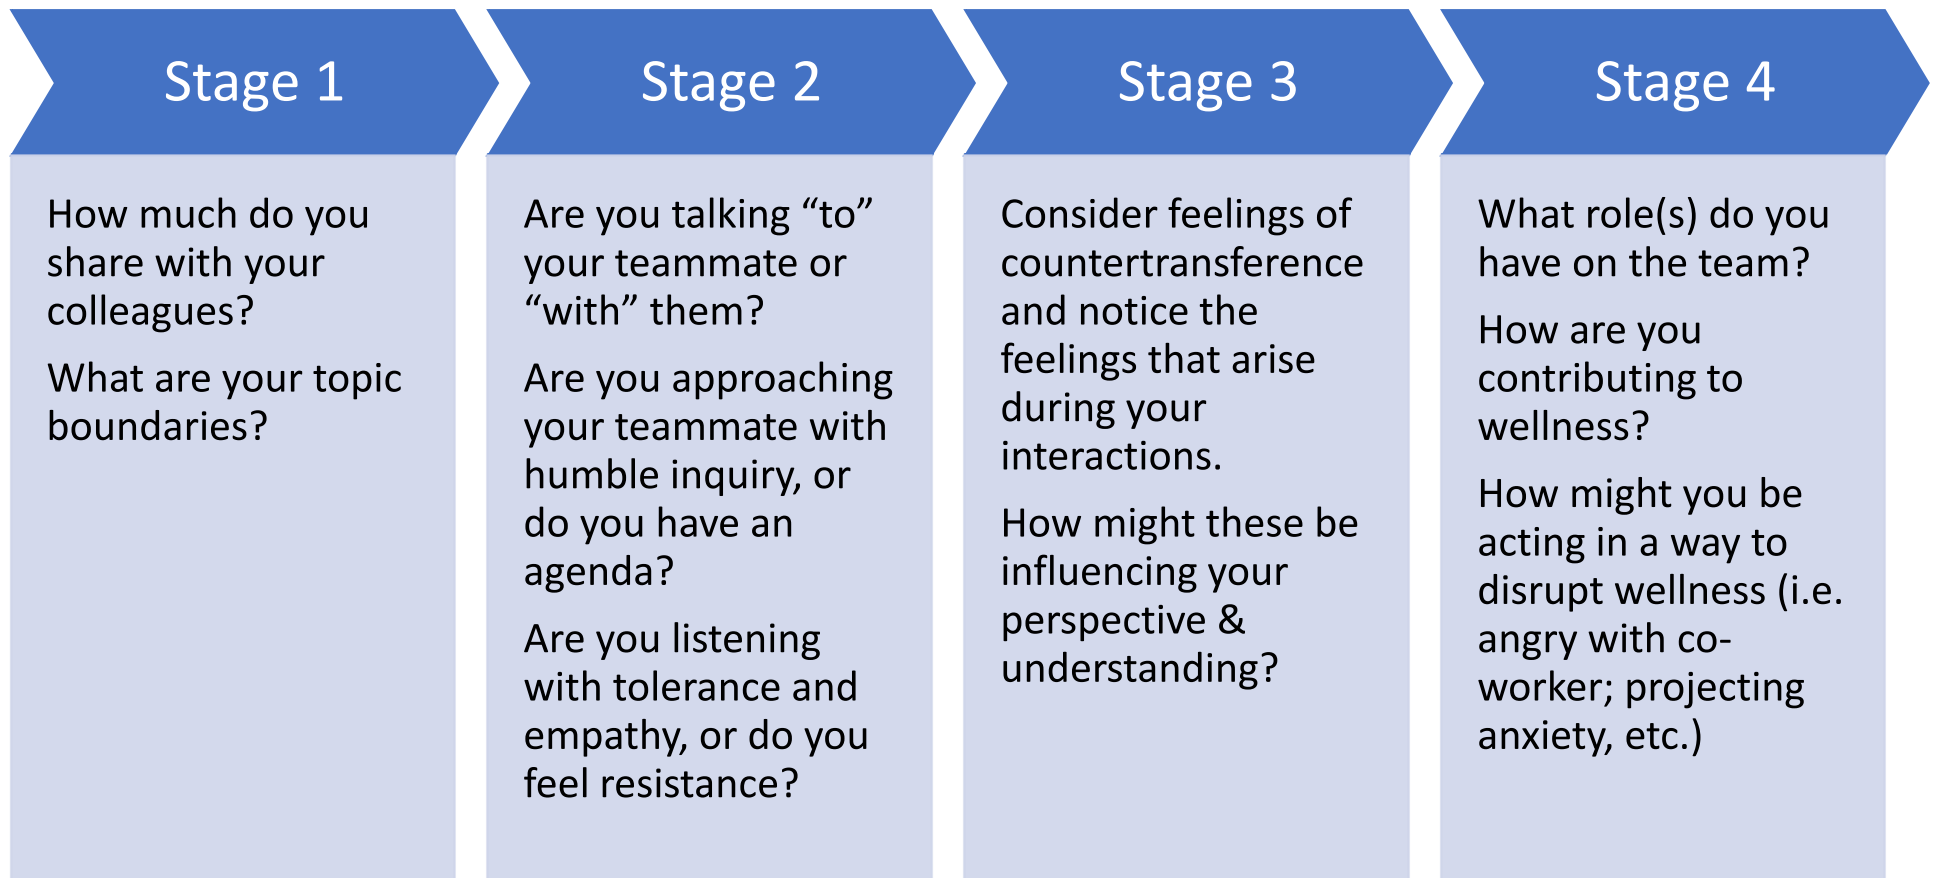 Stage 1
How much do you
share with your
colleagues?
What are your topic
boundaries?
Stage 2
Are you talking “to”
your teammate or
“with” them?
Are you approaching
your teammate with
humble inquiry, or
do you have an
agenda?
Are you listening
with tolerance and
empathy, or do you
feel resistance?
Stage 3
Consider feelings of
countertransference
and notice the
feelings that arise
during your
interactions.
How might these be
influencing your
perspective &
understanding?
Stage 4
What role(s) do you
have on the team?
How are you
contributing to
wellness?
How might you be
acting in a way to
disrupt wellness (i.e.
angry with co-
worker; projecting
anxiety, etc.)